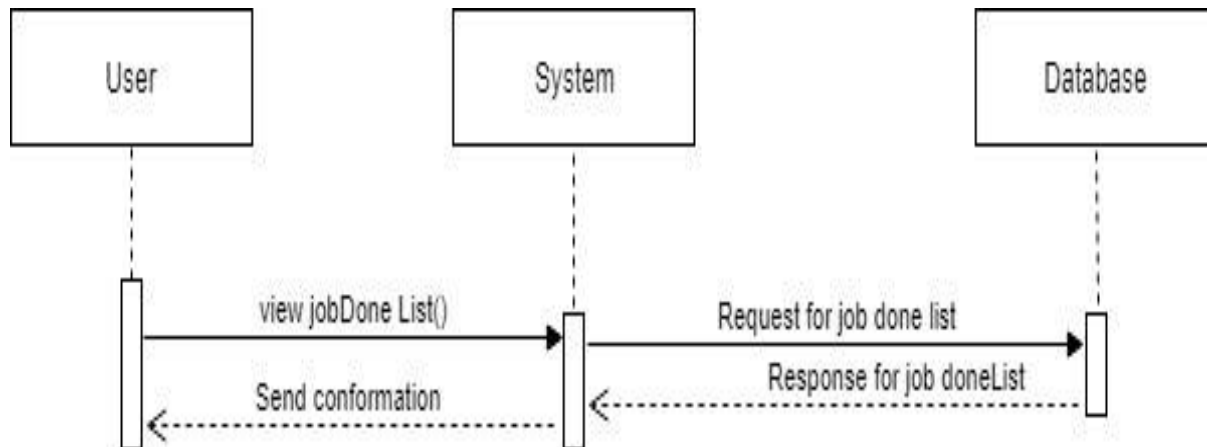 User
System
Database
view jobDone List()
Request for job done list
Response for job doneList
Send conformation